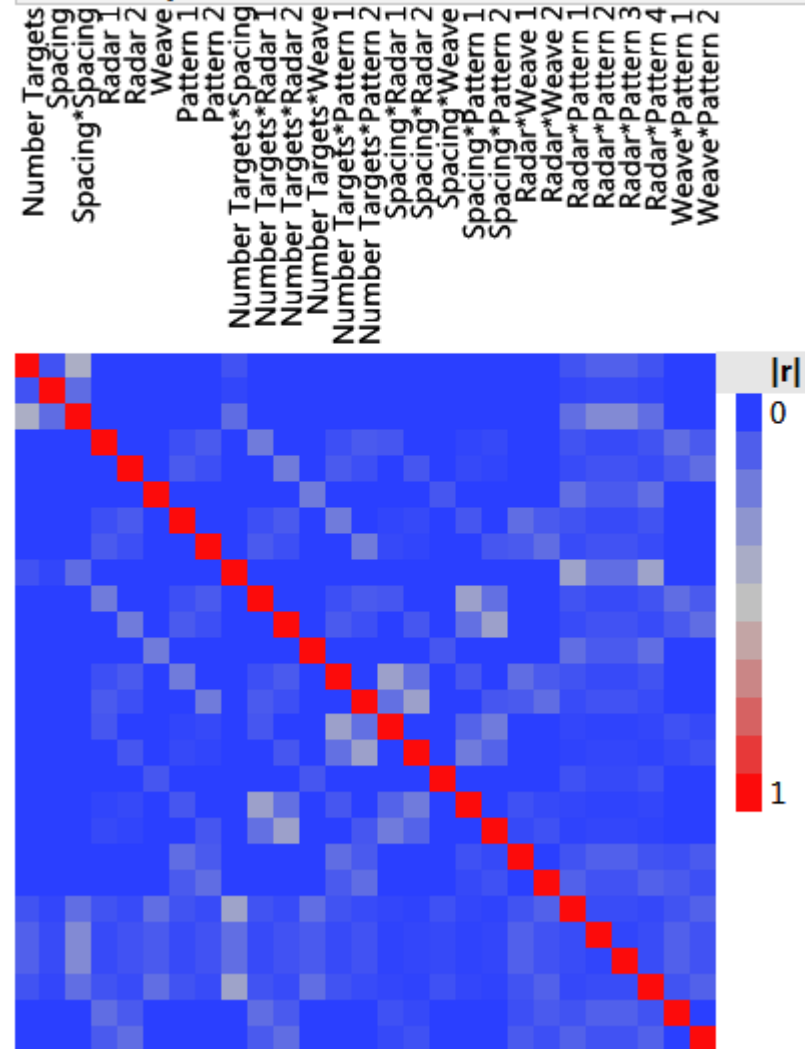 Number Targets
Spacing
Spacing*Spacing
Radar 1
Radar 2
Weave
Pattern 1
Pattern 2
Number Targets*Spacing
Number Targets*Radar 1
Number Targets*Radar 2
Number Targets*Weave
Number Targets*Pattern 1
Number Targets*Pattern 2
Spacing*Radar 1
Spacing*Radar 2
Spacing*Weave
Spacing*Pattern 1
Spacing*Pattern 2
Radar*Weave 1
Radar*Weave 2
Radar*Pattern 1
Radar*Pattern 2
Radar*Pattern 3
Radar*Pattern 4
Weave*Pattern 1
Weave*Pattern 2
|r|
0
1